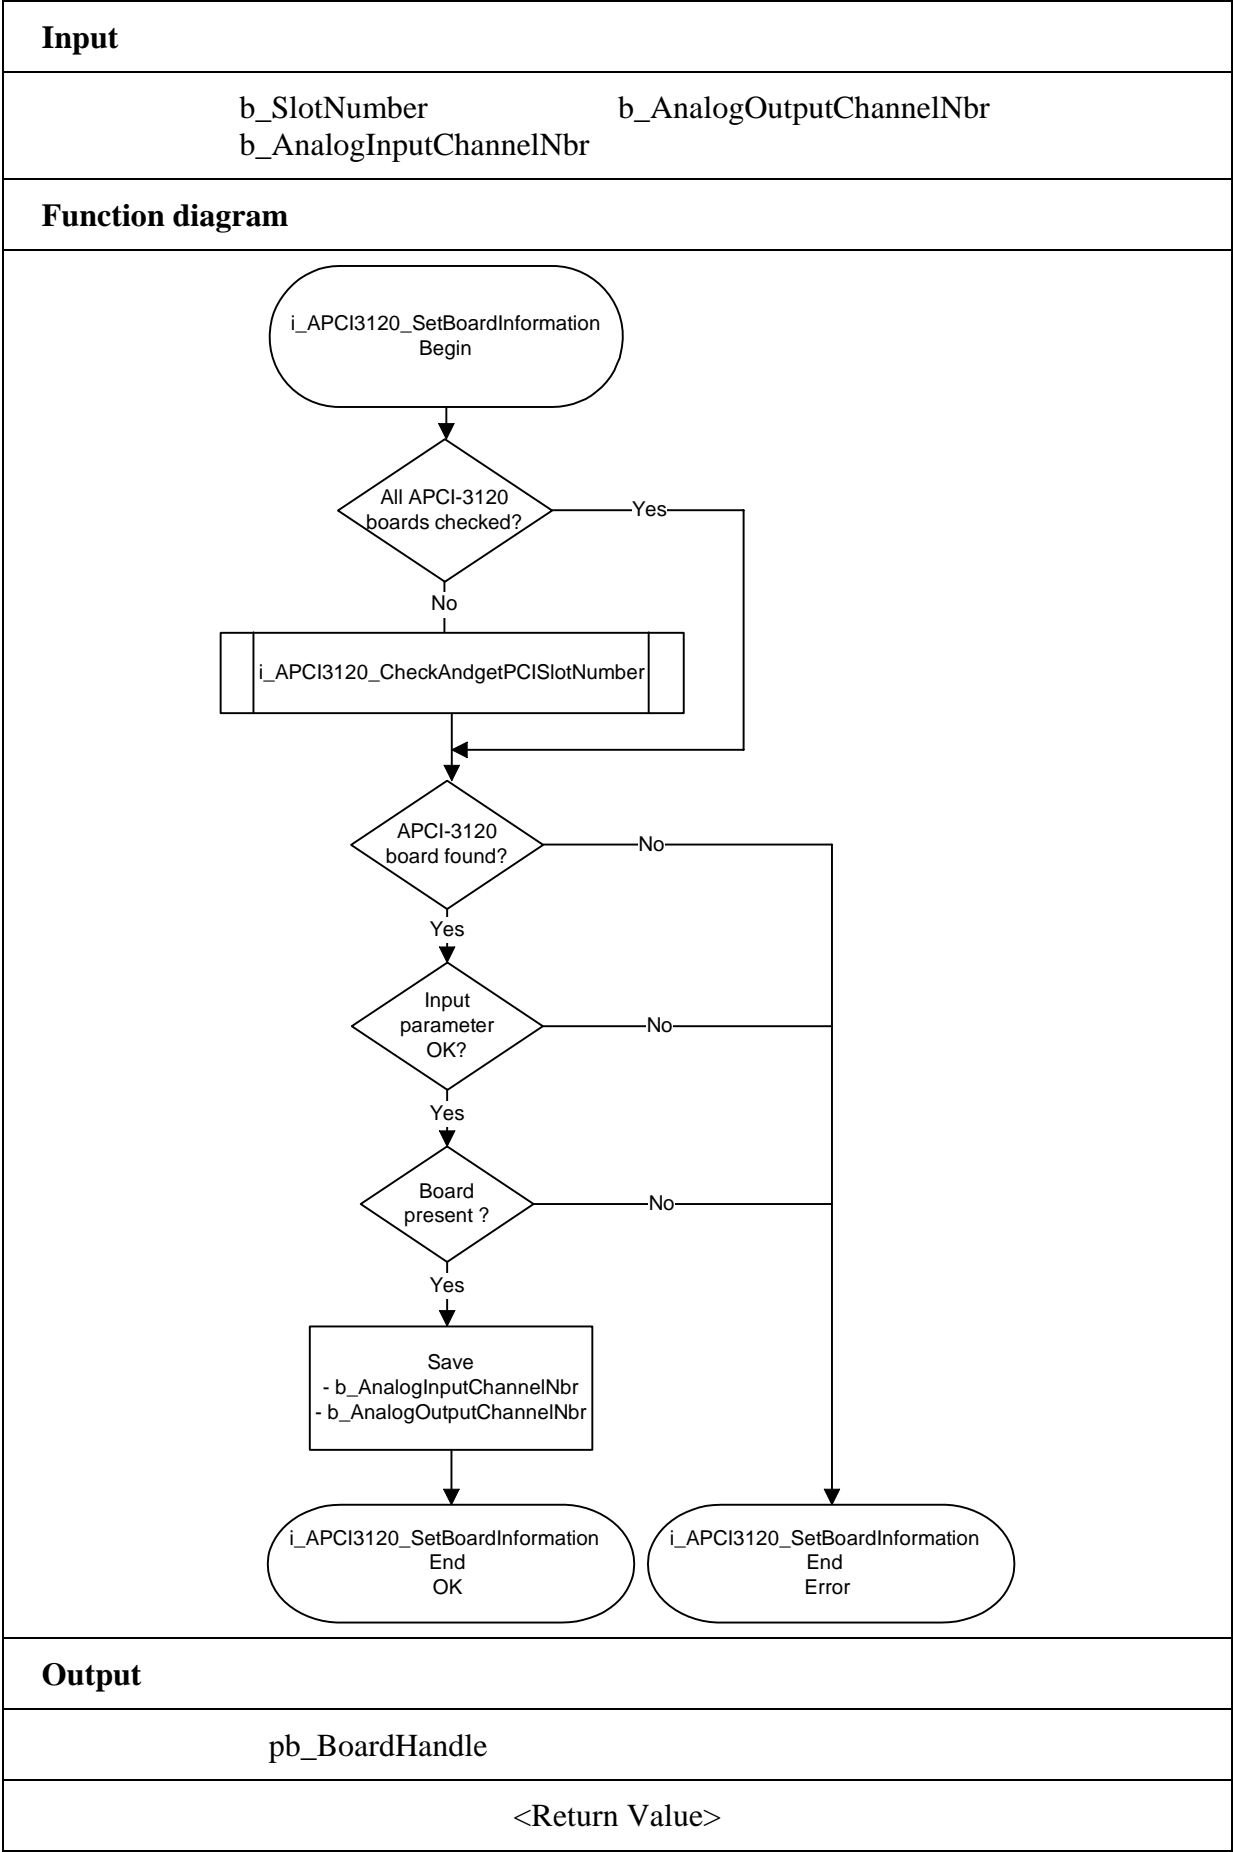 Input
b_SlotNumber b_AnalogOutputChannelNbr
b_AnalogInputChannelNbr
Function diagram
i_APCI3120_SetBoardInformation
Begin
All APCI-3120
boards checked?
Yes
No
i_APCI3120_CheckAndgetPCISlotNumber
APCI-3120
board found?
No
Yes
Input
parameter
OK?
No
Yes
Board
present ?
No
Yes
Save
- b_AnalogInputChannelNbr
- b_AnalogOutputChannelNbr
i_APCI3120_SetBoardInformation
End
OK
i_APCI3120_SetBoardInformation
End
Error
Output
pb_BoardHandle
<Return Value>